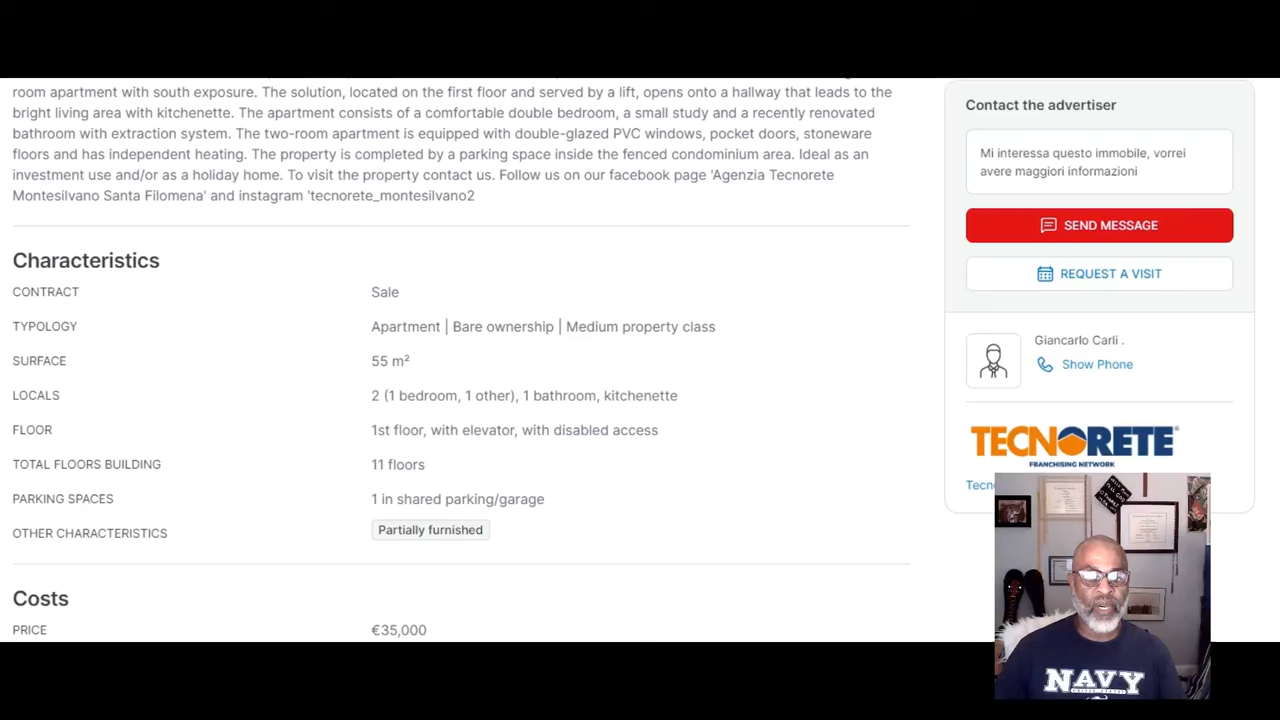 room apartment with south exposure. The solution, located on the first floor and served by a lift, opens onto a hallway that leads to the
bright living area with kitchenette. The apartment consists of a comfortable double bedroom, a small study and a recently renovated
bathroom with extraction system. The two-room apartment is equipped with double-glazed PVC windows, pocket doors, stoneware
floors and has independent heating. The property is completed by a parking space inside the fenced condominium area. Ideal as an
investment use and/or as a holiday home. To visit the property contact us. Follow us on our facebook page 'Agenzia Tecnorete
Montesilvano Santa Filomena' and instagram 'tecnorete_montesilvano2
Characteristics
CONTRACT Sale
TYPOLOGY Apartment | Bare ownership | Medium property class
SURFACE 55 m²
LOCALS 2 (1 bedroom, 1 other), 1 bathroom, kitchenette
FLOOR 1st floor, with elevator, with disabled access
TOTAL FLOORS BUILDING 11 floors
PARKING SPACES 1 in shared parking/garage
OTHER CHARACTERISTICS Partially furnished
Costs
PRICE €35,000
Contact the advertiser
Mi interessa questo immobile, vorrei
avere maggiori informazioni
SEND MESSAGE
REQUEST A VISIT
Giancarlo Carli .
Show Phone
TECNORETE
FRANCHISING NETWORK
Tecno
NAVY